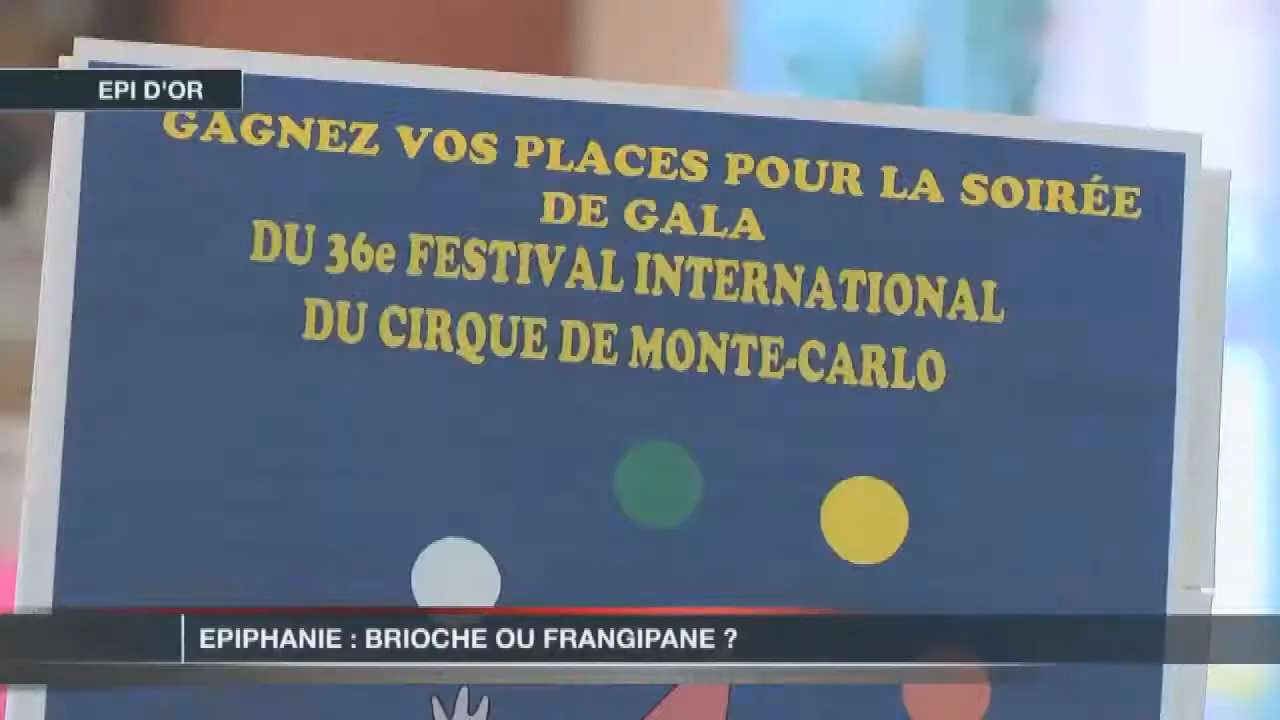 EPI D'OR
GAGNEZ VOS PLACES POUR LA SOIRÉE
DE GALA
DU 36e FESTIVAL INTERNATIONAL
DU CIRQUE DE MONTE-CARLO
EPIPHANIE : BRIOCHE OU FRANGIPANE ?